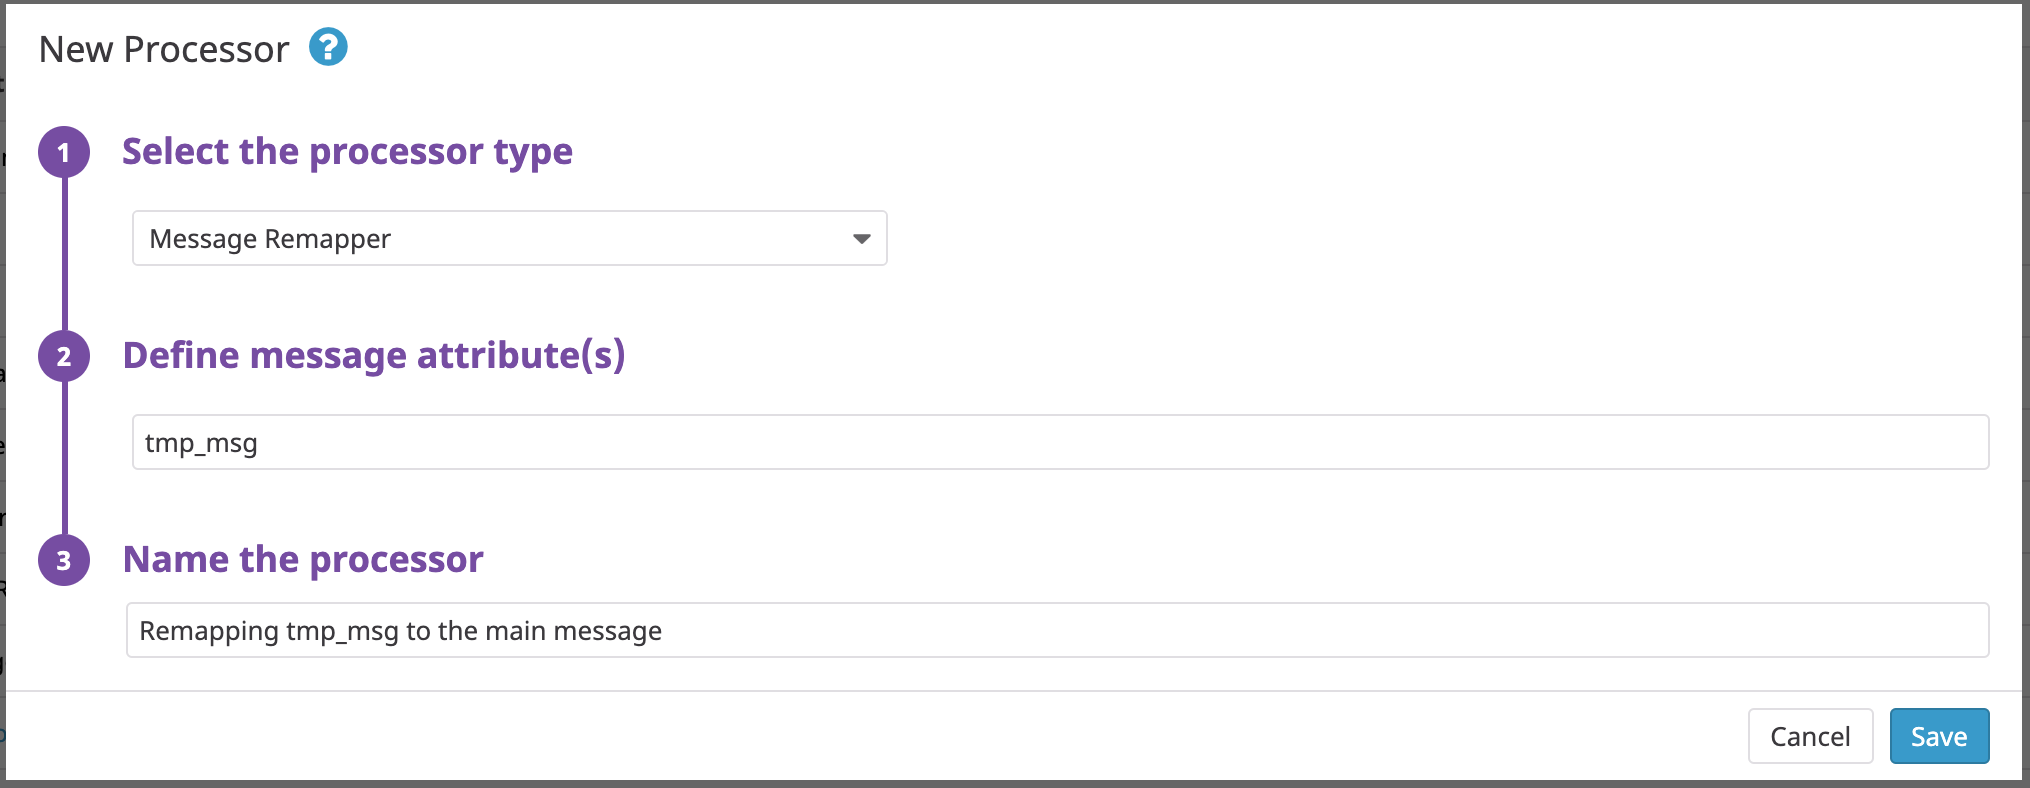 New Processor ?
1 Select the processor type
Message Remapper
2 Define message attribute(s)
tmp_msg
3 Name the processor
Remapping tmp_msg to the main message
Cancel Save